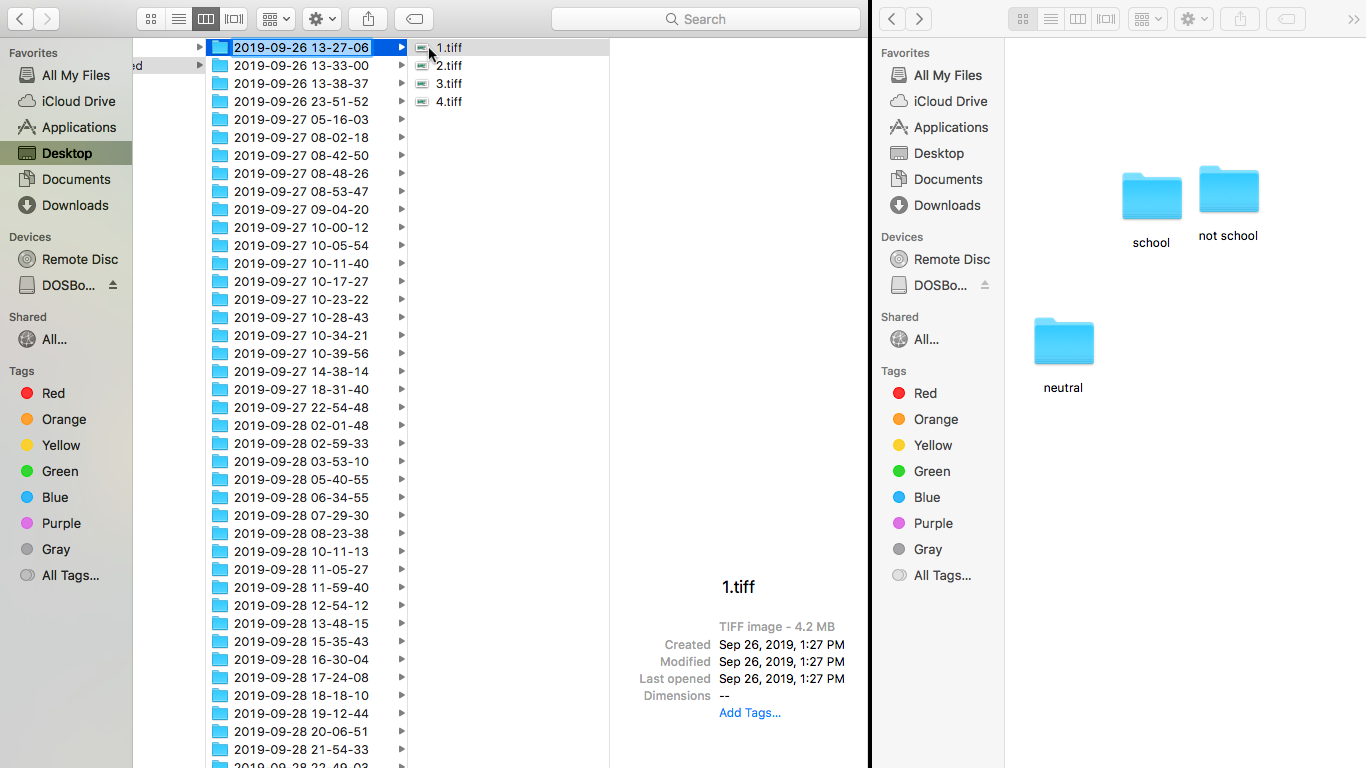 Search
Favorites
All My Files
iCloud Drive
Applications
Desktop
Documents
Downloads
Devices
Remote Disc
DOSBo...
Shared
All...
Tags
Red
Orange
Yellow
Green
Blue
Purple
Gray
All Tags...
ed
2019-09-26 13-27-06
2019-09-26 13-33-00
2019-09-26 13-38-37
2019-09-26 23-51-52
2019-09-27 05-16-03
2019-09-27 08-02-18
2019-09-27 08-42-50
2019-09-27 08-48-26
2019-09-27 08-53-47
2019-09-27 09-04-20
2019-09-27 10-00-12
2019-09-27 10-05-54
2019-09-27 10-11-40
2019-09-27 10-17-27
2019-09-27 10-23-22
2019-09-27 10-28-43
2019-09-27 10-34-21
2019-09-27 10-39-56
2019-09-27 14-38-14
2019-09-27 18-31-40
2019-09-27 22-54-48
2019-09-28 02-01-48
2019-09-28 02-59-33
2019-09-28 03-53-10
2019-09-28 05-40-55
2019-09-28 06-34-55
2019-09-28 07-29-30
2019-09-28 08-23-38
2019-09-28 10-11-13
2019-09-28 11-05-27
2019-09-28 11-59-40
2019-09-28 12-54-12
2019-09-28 13-48-15
2019-09-28 15-35-43
2019-09-28 16-30-04
2019-09-28 17-24-08
2019-09-28 18-18-10
2019-09-28 19-12-44
2019-09-28 20-06-51
2019-09-28 21-54-33
2019-09-28 22-49-03
1.tiff
2.tiff
3.tiff
4.tiff
1.tiff
TIFF image - 4.2 MB
Created Sep 26, 2019, 1:27 PM
Modified Sep 26, 2019, 1:27 PM
Last opened Sep 26, 2019, 1:27 PM
Dimensions --
Add Tags...
Favorites
All My Files
iCloud Drive
Applications
Desktop
Documents
Downloads
Devices
Remote Disc
DOSBo...
Shared
All...
Tags
Red
Orange
Yellow
Green
Blue
Purple
Gray
All Tags...
school
not school
neutral